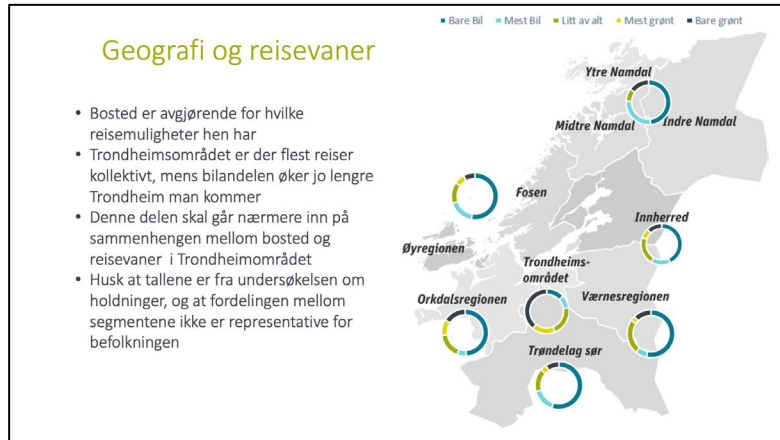 Bare Bil Mest Bil Litt av alt Mest grønt Bare grønt
Geografi og reisevaner
• Bosted er avgjørende for hvilke
reisemuligheter hen har
• Trondheimsområdet er der flest reiser
kollektivt, mens bilandelen øker jo lengre
Trondheim man kommer
• Denne delen skal går nærmere inn på
sammenhengen mellom bosted og
reisevaner i Trondheimområdet
• Husk at tallene er fra undersøkelsen om
holdninger, og at fordelingen mellom
segmentene ikke er representative for
befolkningen
Ytre Namdal
Midtre Namdal
Indre Namdal
Fosen
Innherred
Øyregionen
Trondheims-
området
Orkdalsregionen
Værnesregionen
Trøndelag sør